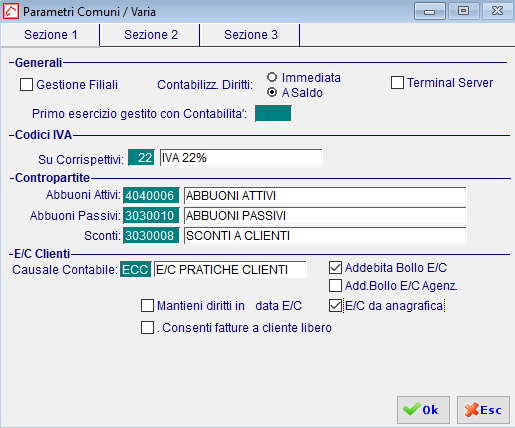 Parametri Comuni / Varia
Sezione 1 Sezione 2 Sezione 3
Generali
Gestione Filiali Contabilizz. Diritti: Immediata Terminal Server
A Saldo
Primo esercizio gestito con Contabilita':
Codici IVA
Su Corrispettivi: 22 IVA 22%
Contropartite
Abbuoni Attivi: 4040006 ABBUONI ATTIVI
Abbuoni Passivi: 3030010 ABBUONI PASSIVI
Sconti: 3030008 SCONTI A CLIENTI
E/C Clienti
Causale Contabile: ECC E/C PRATICHE CLIENTI Addebita Bollo E/C
Add.Bollo E/C Agenz.
Mantieni diritti in data E/C E/C da anagrafica
. Consenti fatture a cliente libero
Ok Esc